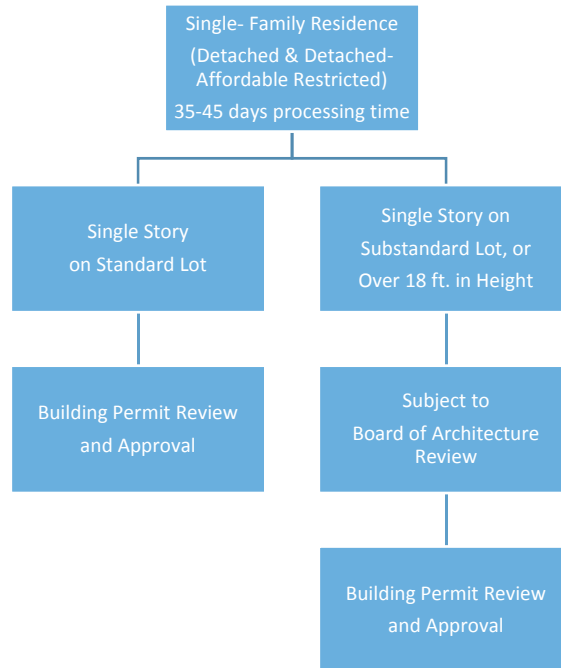 Single- Family Residence
(Detached & Detached-
Affordable Restricted)
35-45 days processing time
Single Story
on Standard Lot
Single Story on
Substandard Lot, or
Over 18 ft. in Height
Building Permit Review
and Approval
Subject to
Board of Architecture
Review
Building Permit Review
and Approval